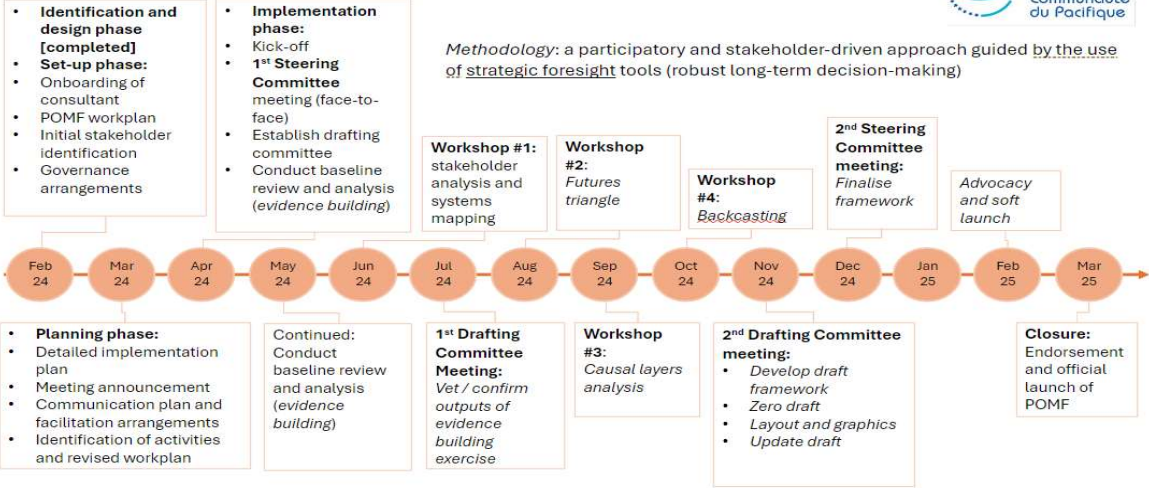 • Identification and
design phase
[completed]
• Set-up phase:
Onboarding of
consultant
• POMF workplan
• Initial stakeholder
identification
• Governance
arrangements
• Implementation
phase:
• Kick-off
• 1st Steering
Committee
meeting (face-to-
face)
• Establish drafting
committee
• Conduct baseline
review and analysis
(evidence building)
du Pacifique
Methodology: a participatory and stakeholder-driven approach guided by the use
of strategic foresight tools (robust long-term decision-making)
Workshop #1:
stakeholder
analysis and
systems
mapping
Workshop
#2:
Futures
triangle
Workshop
#4:
Backcasting
2nd Steering
Committee
meeting:
Finalise
framework
Advocacy
and soft
launch
Feb
24
Mar
24
Apr
24
May
24
Jun
24
Jul
24
Aug
24
Sep
24
Oct
24
Nov
24
Dec
24
Jan
25
Feb
25
Mar
25
• Planning phase:
• Detailed implementation
plan
• Meeting announcement
• Communication plan and
facilitation arrangements
• Identification of activities
and revised workplan
Continued:
Conduct
baseline review
and analysis
(evidence
building)
1st Drafting
Committee
Meeting:
Vet / confirm
outputs of
evidence
building
exercise
Workshop
#3:
Causal layers
analysis
2nd Drafting Committee
meeting:
• Develop draft
framework
• Zero draft
• Layout and graphics
• Update draft
Closure:
Endorsement
and official
launch of
POMF